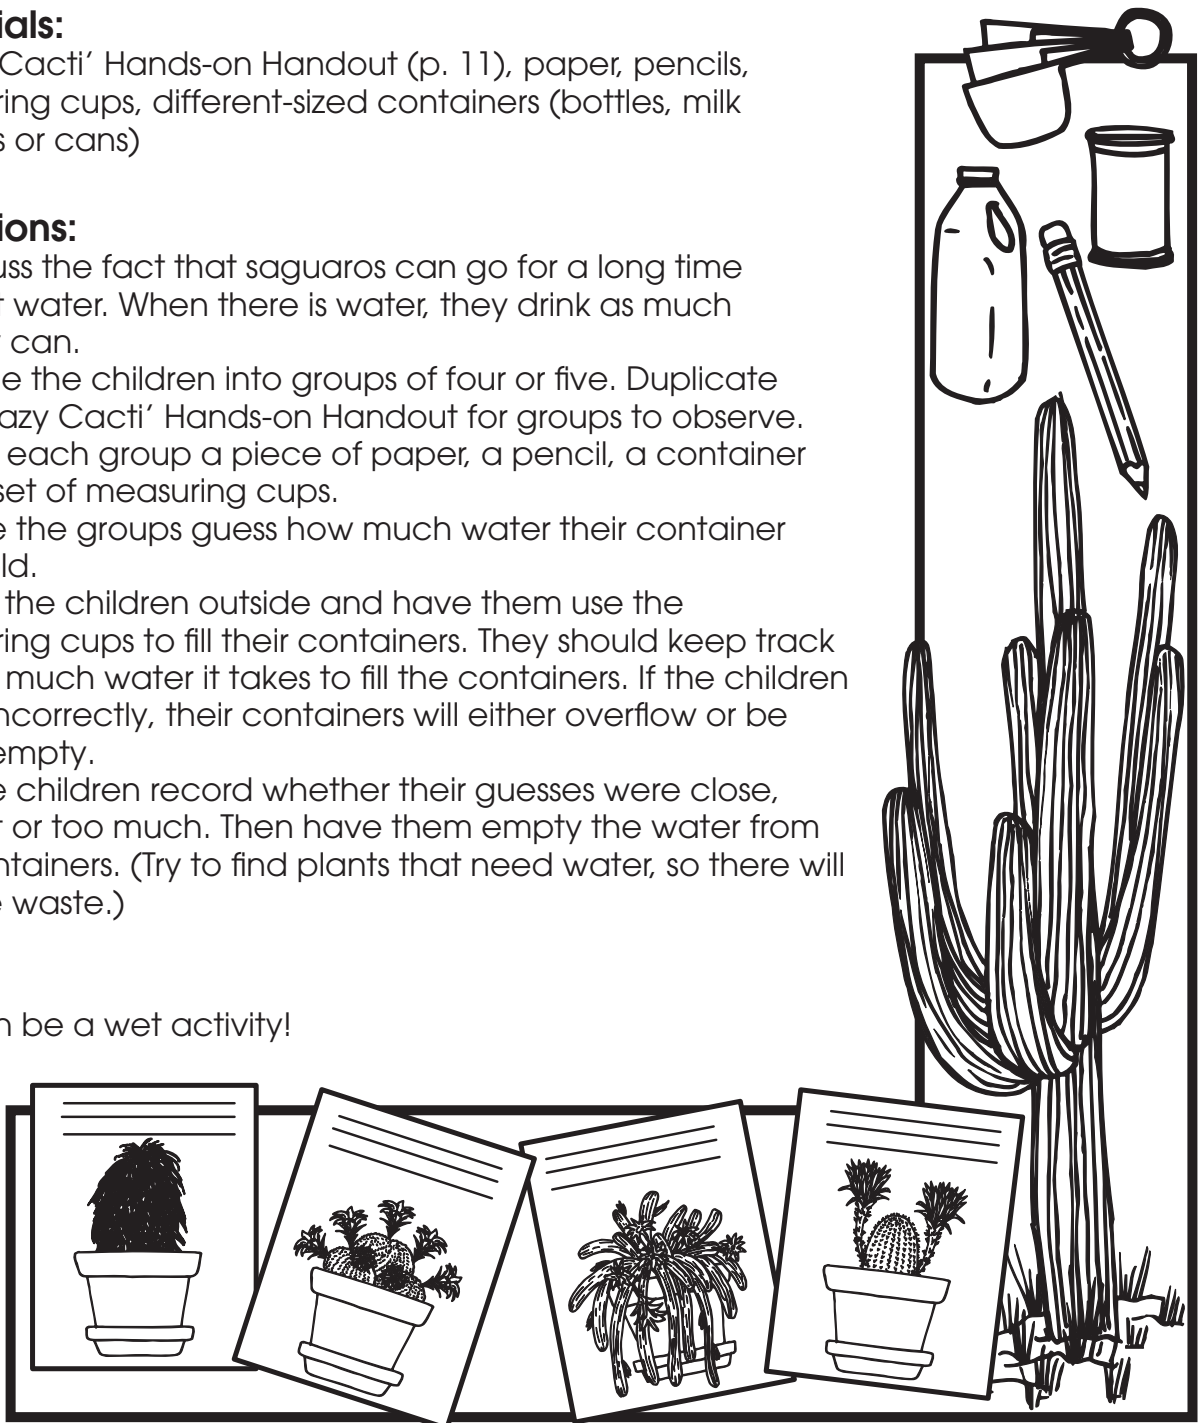 ials:
Cacti’ Hands-on Handout (p. 11), paper, pencils,
ring cups, different-sized containers (bottles, milk
s or cans)
ions:
uss the fact that saguaros can go for a long time
t water. When there is water, they drink as much
can.
e the children into groups of four or five. Duplicate
azy Cacti’ Hands-on Handout for groups to observe.
each group a piece of paper, a pencil, a container
set of measuring cups.
e the groups guess how much water their container
ld.
the children outside and have them use the
ring cups to fill their containers. They should keep track
much water it takes to fill the containers. If the children
ncorrectly, their containers will either overflow or be
empty.
e children record whether their guesses were close,
t or too much. Then have them empty the water from
ntainers. (Try to find plants that need water, so there will
e waste.)
n be a wet activity!